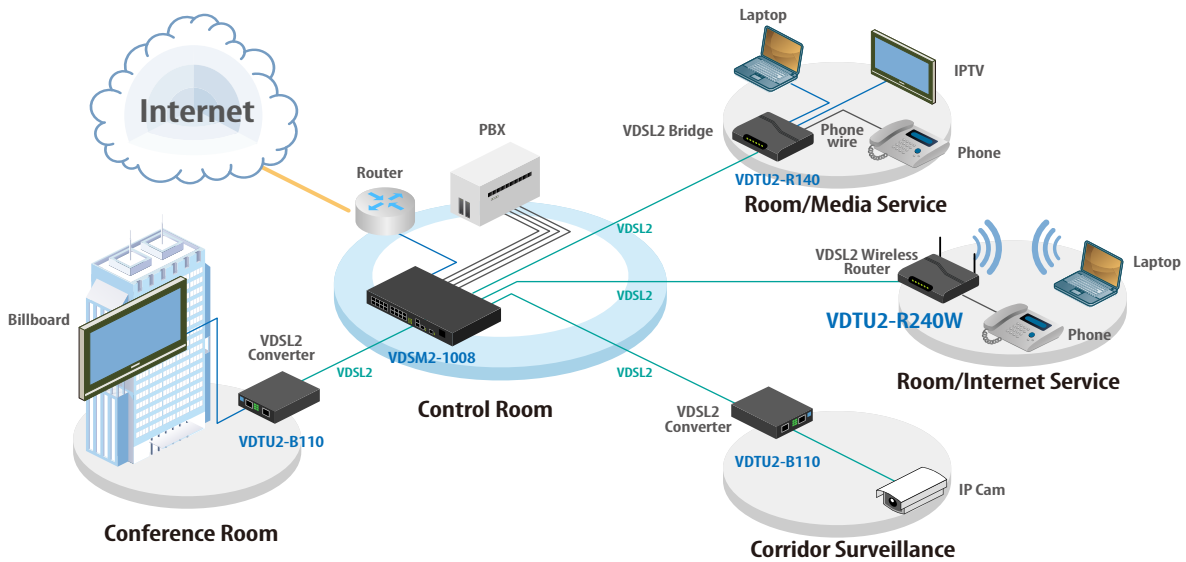 Internet
PBX
Router
VDSM2-1008
Control Room
Billboard
VDSL2
Converter
VDSL2
VDTU2-B110
Conference Room
Laptop
IPTV
VDSL2 Bridge
Phone
wire
Phone
VDTU2-R140
Room/Media Service
VDSL2
VDSL2 Wireless
Router
Laptop
VDSL2
VDTU2-R240W
Phone
Room/Internet Service
VDSL2
VDSL2
Converter
VDTU2-B110
IP Cam
Corridor Surveillance